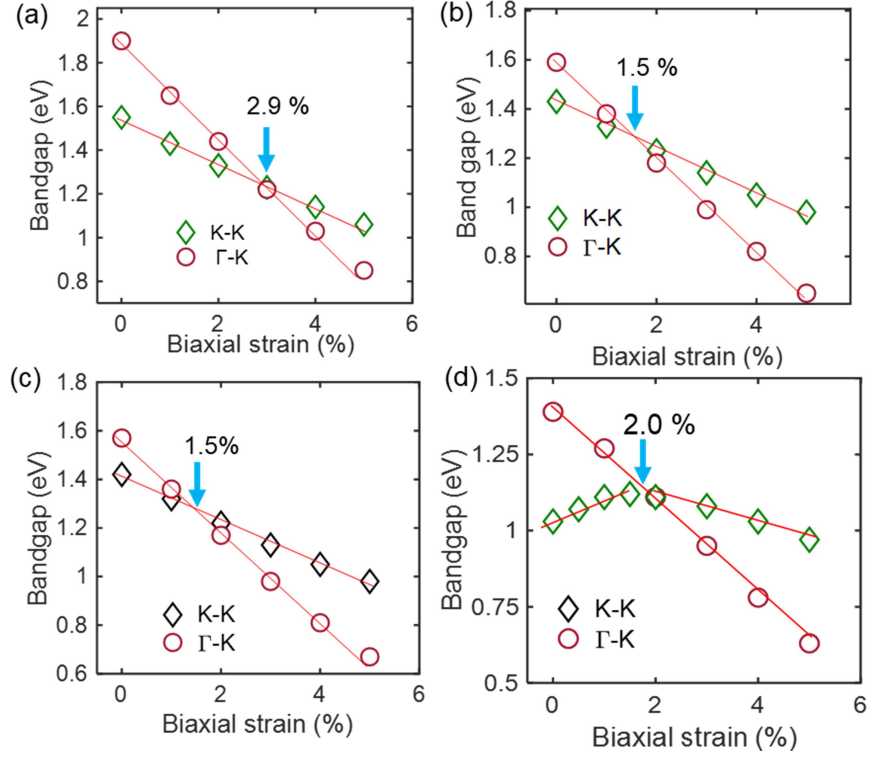 (a)
2
1.8
1.6
1.4
1.2
1
0.8
Bandgap (eV)
2.9 %
K-K
Γ-K
0 2 4 6
Biaxial strain (%)
(b)
1.8
1.6
1.4
1.2
1
0.8
Band gap (eV)
1.5 %
K-K
Γ-K
0 2 4
Biaxial strain (%)
(c)
1.8
1.6
1.4
1.2
1
0.8
0.6
Bandgap (eV)
1.5%
K-K
Γ-K
0 2 4 6
Biaxial strain (%)
(d)
1.5
1.25
1
0.75
0.5
Bandgap (eV)
2.0 %
K-K
Γ-K
0 2 4 6
Biaxial strain (%)